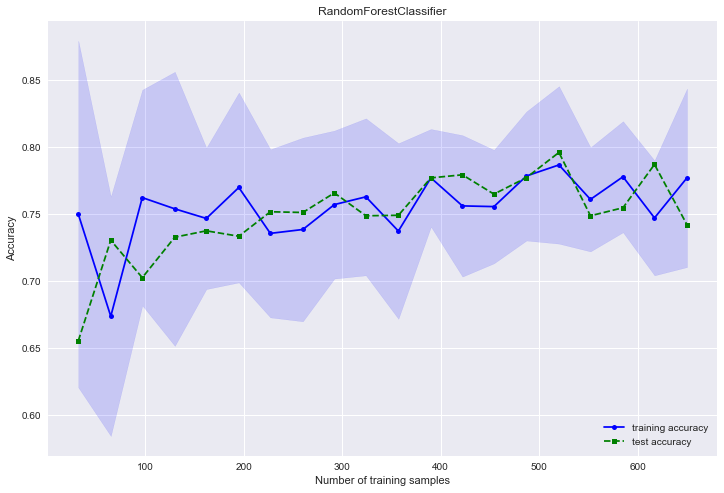 RandomForestClassifier
0.85
0.80
0.75
0.70
0.65
0.60
Accuracy
training accuracy
test accuracy
100 200 300 400 500 600
Number of training samples